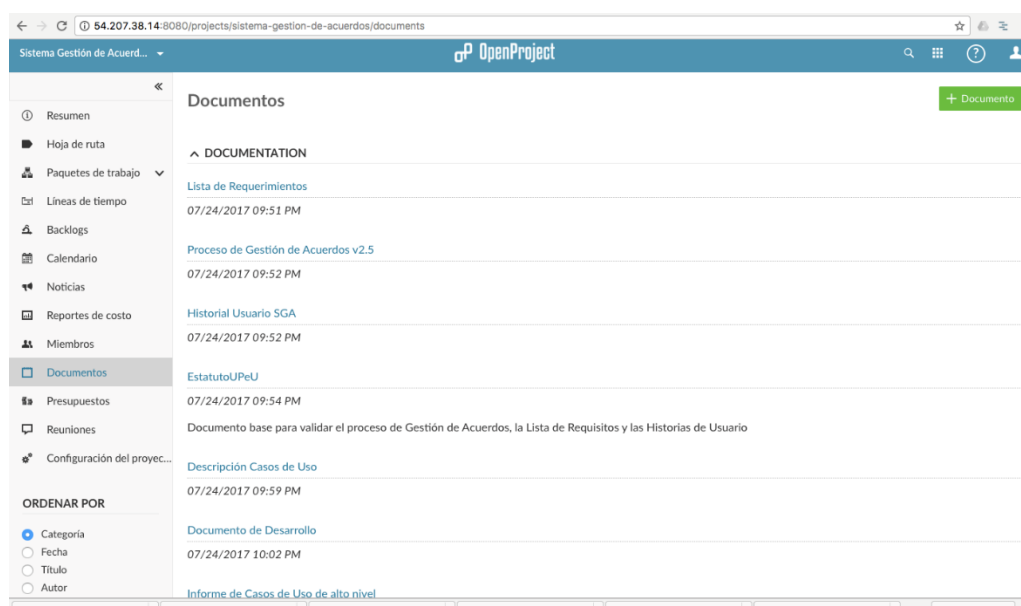 54.207.38.14:8080/projects/sistema-gestion-de-acuerdos/documents
Sistema Gestión de Acuerd...
OpenProject
Documentos
+ Documento
Resumen
Hoja de ruta
Paquetes de trabajo
Líneas de tiempo
Backlogs
Calendario
Noticias
Reportes de costo
Miembros
Documentos
Presupuestos
Reuniones
Configuración del proyec...
ORDENAR POR
Categoría
Fecha
Título
Autor
DOCUMENTATION
Lista de Requerimientos
07/24/2017 09:51 PM
Proceso de Gestión de Acuerdos v2.5
07/24/2017 09:52 PM
Historial Usuario SGA
07/24/2017 09:52 PM
EstatutoUPeU
07/24/2017 09:54 PM
Documento base para validar el proceso de Gestión de Acuerdos, la Lista de Requisitos y las Historias de Usuario
Descripción Casos de Uso
07/24/2017 09:59 PM
Documento de Desarrollo
07/24/2017 10:02 PM
Informe de Casos de Uso de alto nivel